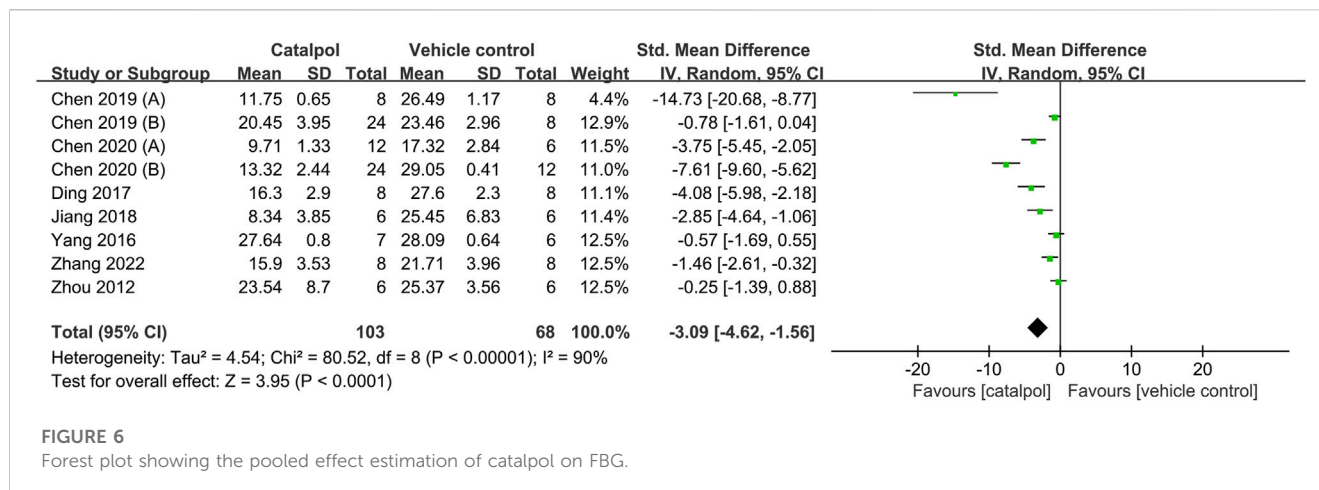 Catalpol Vehicle control Std. Mean Difference Std. Mean Difference
Study or Subgroup Mean SD Total Mean SD Total Weight IV, Random, 95% CI IV, Random, 95% CI
Chen 2019 (A) 11.75 0.65 8 26.49 1.17 8 4.4% -14.73 [-20.68, -8.77]
Chen 2019 (B) 20.45 3.95 24 23.46 2.96 8 12.9% -0.78 [-1.61, 0.04]
Chen 2020 (A) 9.71 1.33 12 17.32 2.84 6 11.5% -3.75 [-5.45, -2.05]
Chen 2020 (B) 13.32 2.44 24 29.05 0.41 12 11.0% -7.61 [-9.60, -5.62]
Ding 2017 16.3 2.9 8 27.6 2.3 8 11.1% -4.08 [-5.98, -2.18]
Jiang 2018 8.34 3.85 6 25.45 6.83 6 11.4% -2.85 [-4.64, -1.06]
Yang 2016 27.64 0.8 7 28.09 0.64 6 12.5% -0.57 [-1.69, 0.55]
Zhang 2022 15.9 3.53 8 21.71 3.96 8 12.5% -1.46 [-2.61, -0.32]
Zhou 2012 23.54 8.7 6 25.37 3.56 6 12.5% -0.25 [-1.39, 0.88]
Total (95% CI) 103 68 100.0% -3.09 [-4.62, -1.56]
Heterogeneity: Tau² = 4.54; Chi² = 80.52, df = 8 (P < 0.00001); I² = 90%
Test for overall effect: Z = 3.95 (P < 0.0001)
-20 -10 0 10 20
Favours [catalpol] Favours [vehicle control]
FIGURE 6
Forest plot showing the pooled effect estimation of catalpol on FBG.